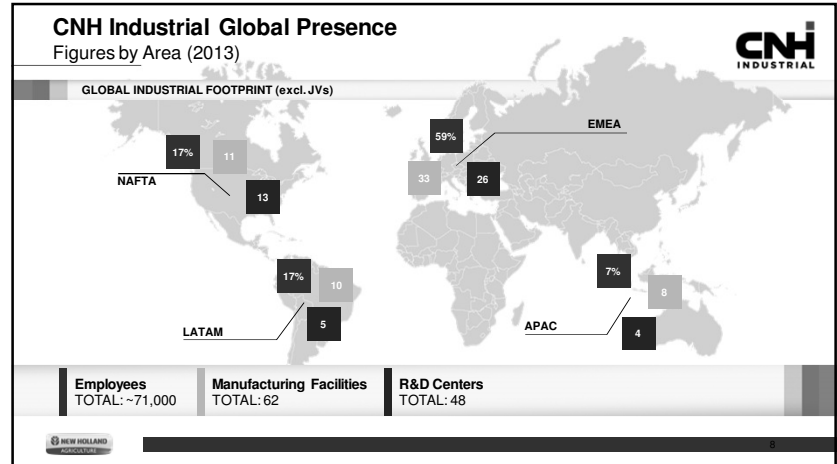 CNH Industrial Global Presence
Figures by Area (2013)
CNH
INDUSTRIAL
GLOBAL INDUSTRIAL FOOTPRINT (excl. JVs)
59%
EMEA
17%
11
NAFTA
33
26
13
17%
10
7%
8
LATAM
5
APAC
4
Employees
TOTAL: ~71,000
Manufacturing Facilities
TOTAL: 62
R&D Centers
TOTAL: 48
NEW HOLLAND
AGRICULTURE
8